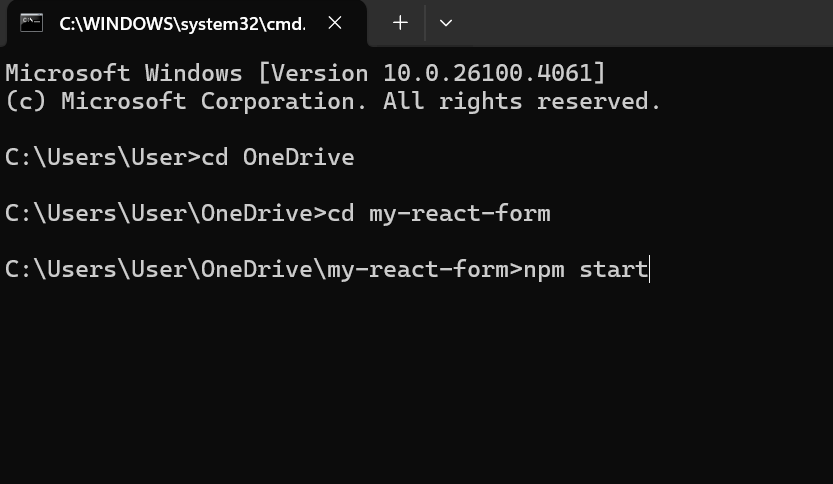 C:\WINDOWS\system32\cmd.
Microsoft Windows [Version 10.0.26100.4061]
(c) Microsoft Corporation. All rights reserved.
C:\Users\User>cd OneDrive
C:\Users\User\OneDrive>cd my-react-form
C:\Users\User\OneDrive\my-react-form>npm start